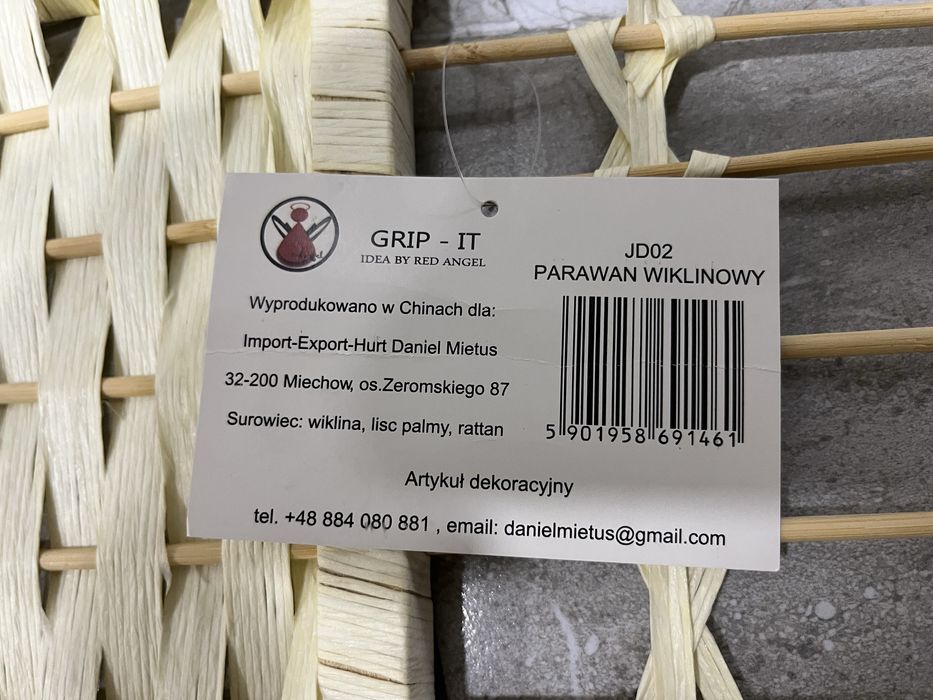 GRIP - IT
IDEA BY RED ANGEL
JD02
PARAWAN WIKLINOWY
Wyprodukowano w Chinach dla:
Import-Export-Hurt Daniel Mietus
32-200 Miechow, os.Zeromskiego 87
Surowiec: wiklina, lisc palmy, rattan
5 901958 691461
Artykuł dekoracyjny
tel. +48 884 080 881 , email: danielmietus@gmail.com